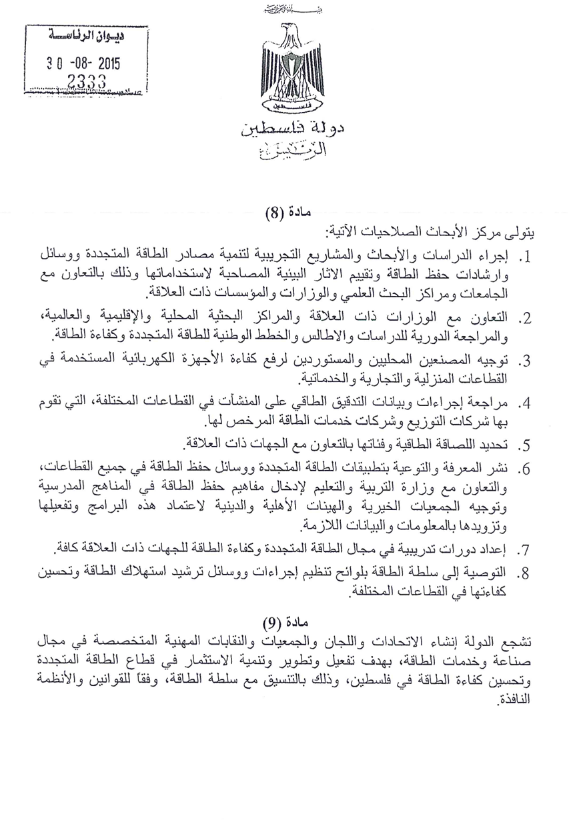 ديوان الرئاسة
30 -08- 2015
2333
فلسطين
دولة فلسطين
الرئيس
مادة (8)
يتولى مركز الأبحاث الصلاحيات الآتية:
1. إجراء الدراسات والأبحاث والمشاريع التجريبية لتنمية مصادر الطاقة المتجددة ووسائل
وارشادات حفظ الطاقة وتقييم الاثار البيئية المصاحبة لاستخداماتها وذلك بالتعاون مع
الجامعات ومراكز البحث العلمي والوزارات والمؤسسات ذات العلاقة.
2. التعاون مع الوزارات ذات العلاقة والمراكز البحثية المحلية والإقليمية والعالمية،
والمراجعة الدورية للدراسات والاطالس والخطط الوطنية للطاقة المتجددة وكفاءة الطاقة.
3. توجيه المصنعين المحليين والمستوردين لرفع كفاءة الأجهزة الكهربائية المستخدمة في
القطاعات المنزلية والتجارية والخدماتية.
4. مراجعة إجراءات وبيانات التدقيق الطاقي على المنشآت في القطاعات المختلفة، التي تقوم
بها شركات التوزيع وشركات خدمات الطاقة المرخص لها.
5. تحديد اللصاقة الطاقية وفئاتها بالتعاون مع الجهات ذات العلاقة.
6. نشر المعرفة والتوعية بتطبيقات الطاقة المتجددة ووسائل حفظ الطاقة في جميع القطاعات،
والتعاون مع وزارة التربية والتعليم لإدخال مفاهيم حفظ الطاقة في المناهج المدرسية
وتوجيه الجمعيات الخيرية والهيئات الأهلية والدينية لاعتماد هذه البرامج وتفعيلها
وتزويدها بالمعلومات والبيانات اللازمة.
7. إعداد دورات تدريبية في مجال الطاقة المتجددة وكفاءة الطاقة للجهات ذات العلاقة كافة.
8. التوصية إلى سلطة الطاقة بلوائح تنظيم إجراءات ووسائل ترشيد استهلاك الطاقة وتحسين
كفاءتها في القطاعات المختلفة.
مادة (9)
تشجع الدولة إنشاء الاتحادات واللجان والجمعيات والنقابات المهنية المتخصصة في مجال
صناعة وخدمات الطاقة، بهدف تفعيل وتطوير وتنمية الاستثمار في قطاع الطاقة المتجددة
وتحسين كفاءة الطاقة في فلسطين، وذلك بالتنسيق مع سلطة الطاقة، وفقاً للقوانين والأنظمة
النافذة.